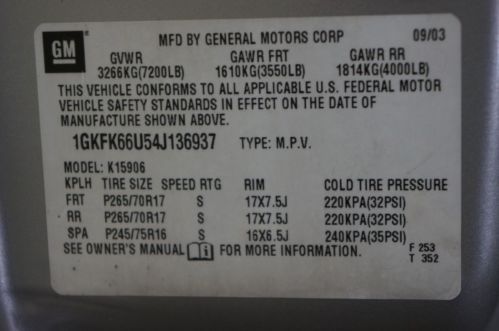 GM
MFD BY GENERAL MOTORS CORP 09/03
GVWR GAWR FRT GAWR RR
3266KG(7200LB) 1610KG(3550LB) 1814KG(4000LB)
THIS VEHICLE CONFORMS TO ALL APPLICABLE U.S. FEDERAL MOTOR
VEHICLE SAFETY STANDARDS IN EFFECT ON THE DATE OF
MANUFACTURE SHOWN ABOVE.
1GKFK66U54J136937 TYPE: M.P.V.
MODEL: K15906
KPLH TIRE SIZE SPEED RTG RIM COLD TIRE PRESSURE
FRT P265/70R17 S 17X7.5J 220KPA(32PSI)
RR P265/70R17 S 17X7.5J 220KPA(32PSI)
SPA P245/75R16 S 16X6.5J 240KPA(35PSI)
SEE OWNER'S MANUAL i FOR MORE INFORMATION.
F 253
T 352